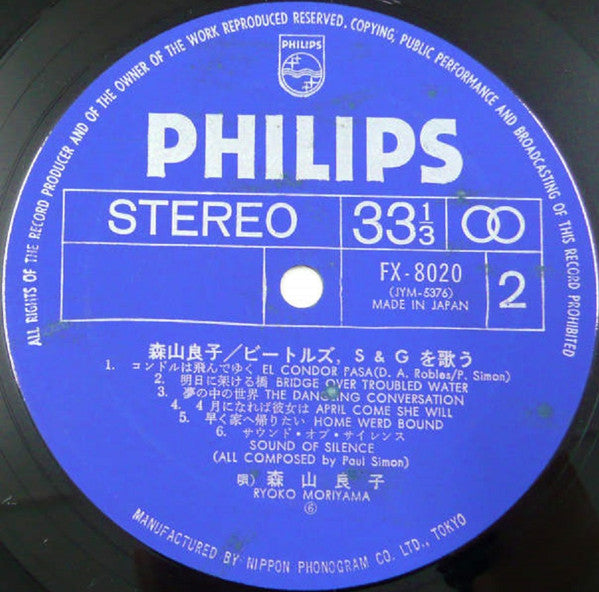 ALL RIGHTS OF THE RECORD PRODUCER AND OF THE OWNER OF THE WORK REPRODUCED RESERVED. COPYING, PUBLIC PERFORMANCE AND BROADCASTING OF THIS RECORD PROHIBITED
PHILIPS
PHILIPS
STEREO 33 1/3
FX-8020
(JYM-5376)
MADE IN JAPAN
2
森山良子/ビートルズ, S & G を歌う
1. コンドルは飛んでゆく EL CONDOR PASA(D. A. Robles/P. Simon)
2. 明日に架ける橋 BRIDGE OVER TROUBLED WATER
3. 夢の中の世界 THE DANGLING CONVERSATION
4. 4月になれば彼女は APRIL COME SHE WILL
5. 早く家へ帰りたい HOME WERD BOUND
6. サウンド・オブ・サイレンス
SOUND OF SILENCE
(ALL COMPOSED by Paul Simon)
唄) 森山良子
RYOKO MORIYAMA
⑥
MANUFACTURED BY NIPPON PHONOGRAM CO. LTD., TOKYO